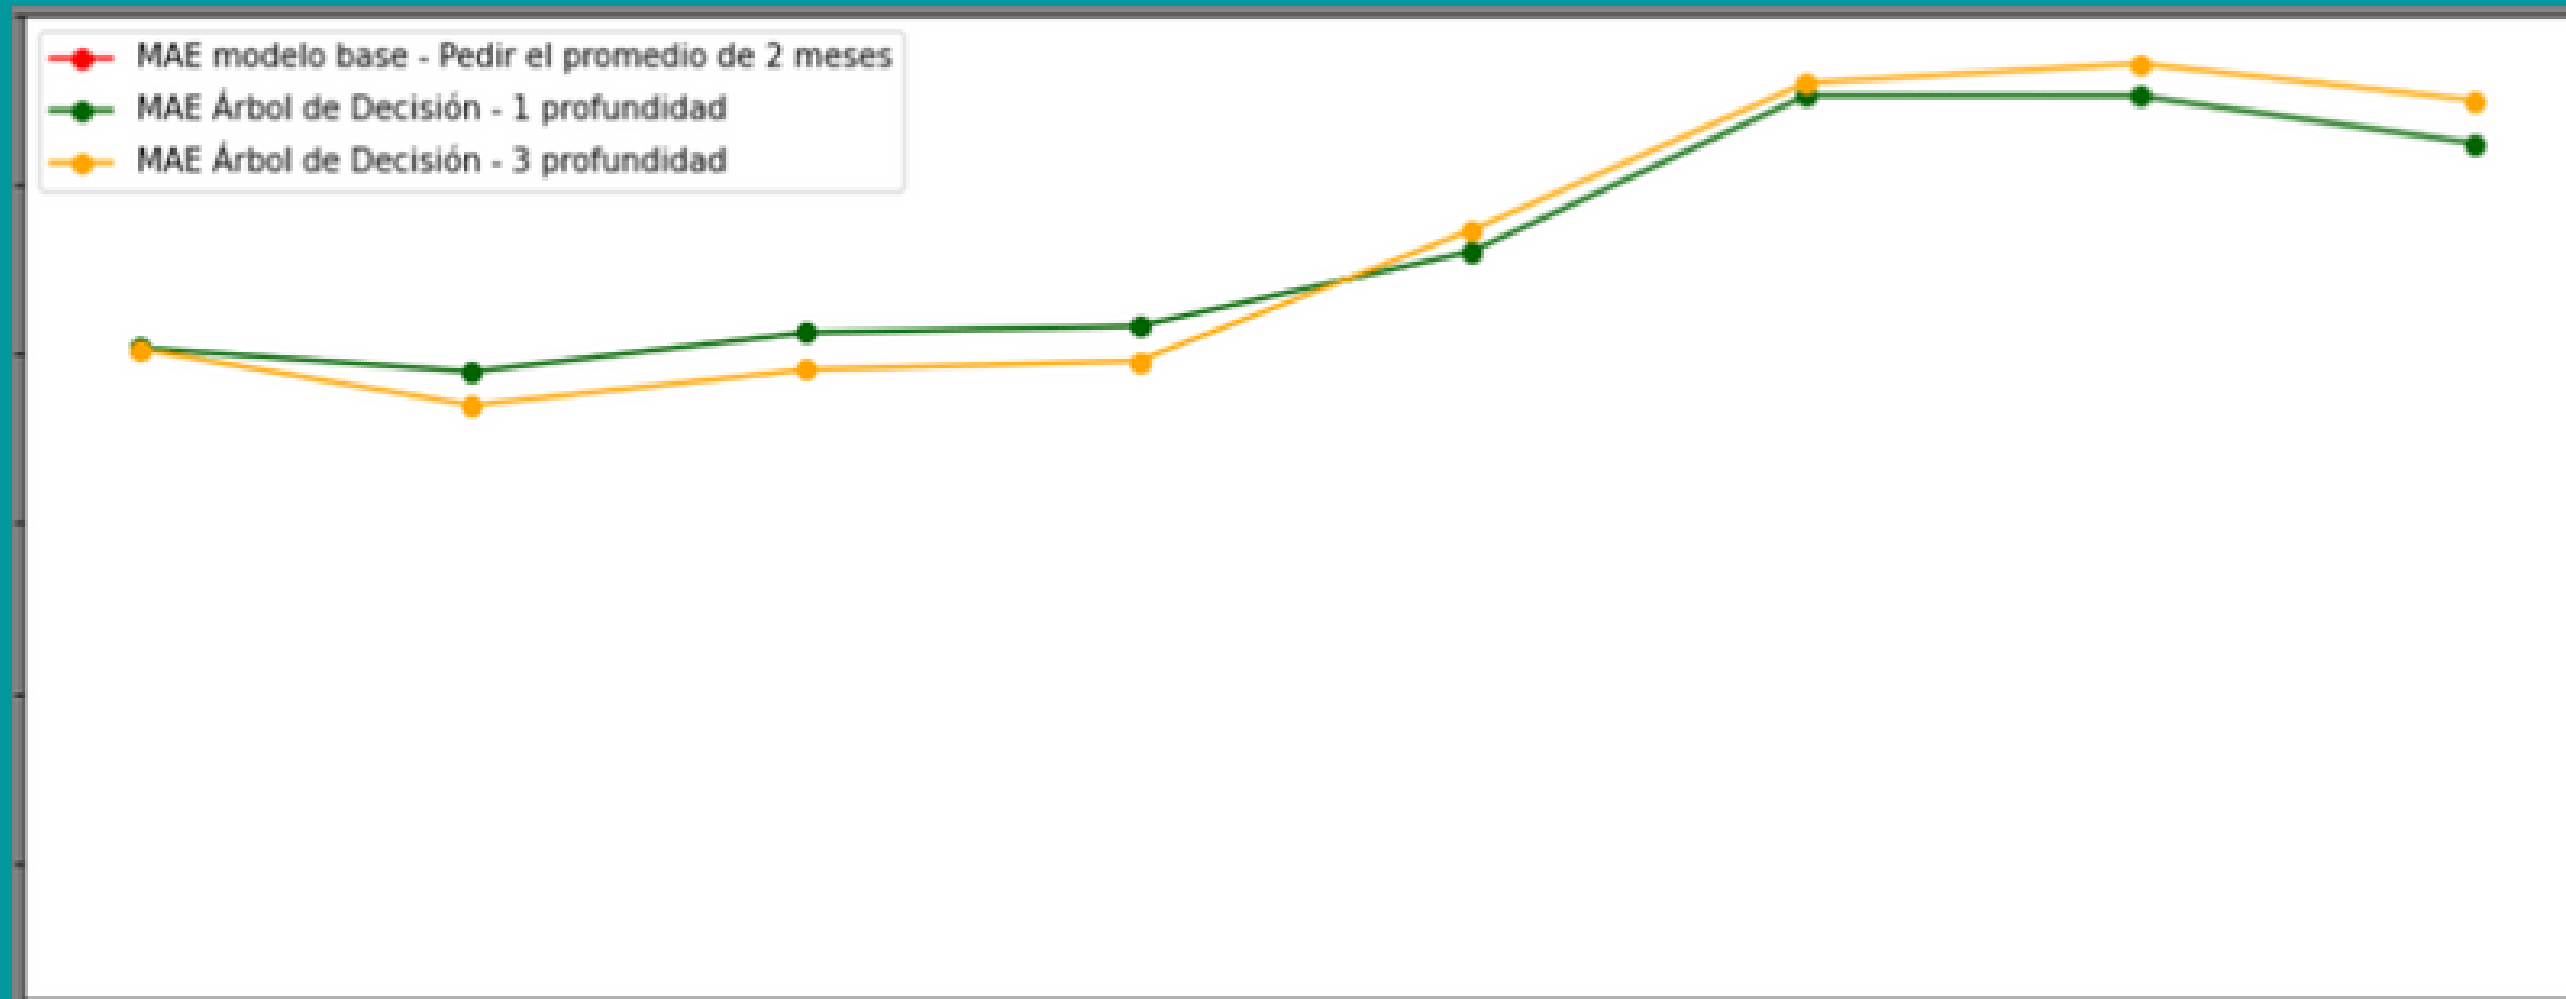 MAE modelo base - Pedir el promedio de 2 meses
MAE Árbol de Decisión - 1 profundidad
MAE Árbol de Decisión - 3 profundidad